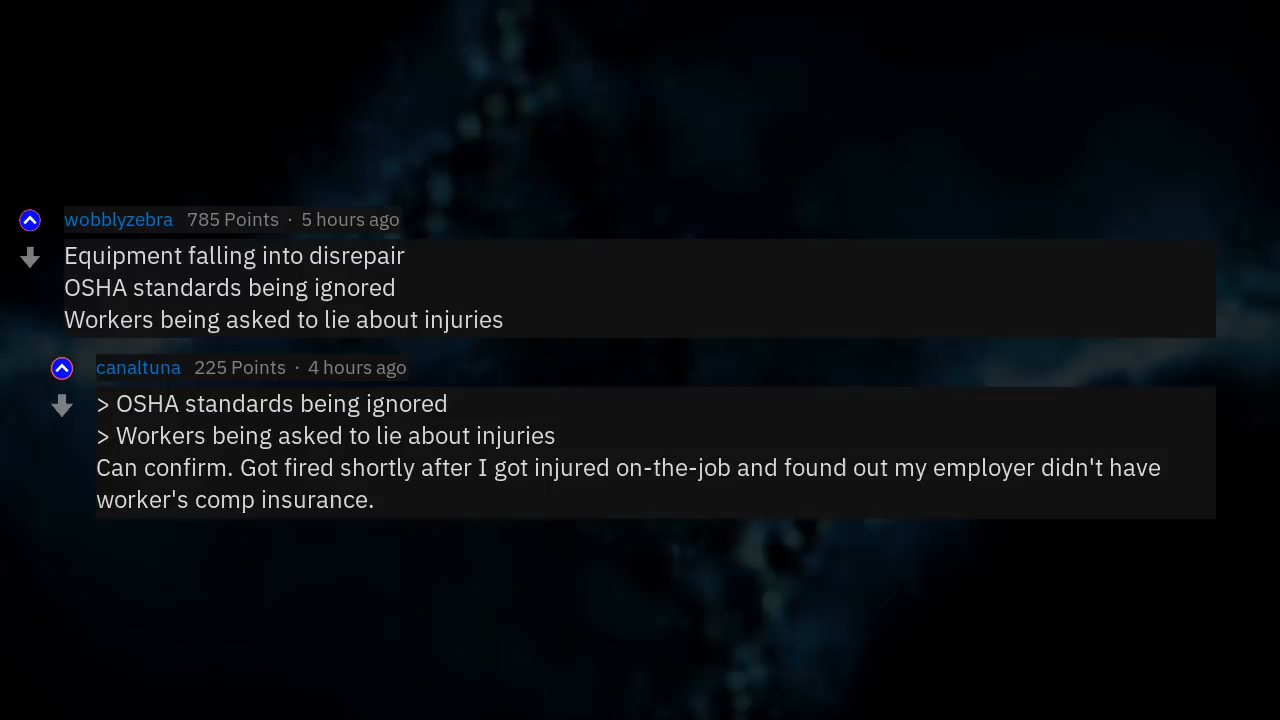 wobblyzebra 785 Points · 5 hours ago
Equipment falling into disrepair
OSHA standards being ignored
Workers being asked to lie about injuries
canaltuna 225 Points · 4 hours ago
> OSHA standards being ignored
> Workers being asked to lie about injuries
Can confirm. Got fired shortly after I got injured on-the-job and found out my employer didn't have
worker's comp insurance.